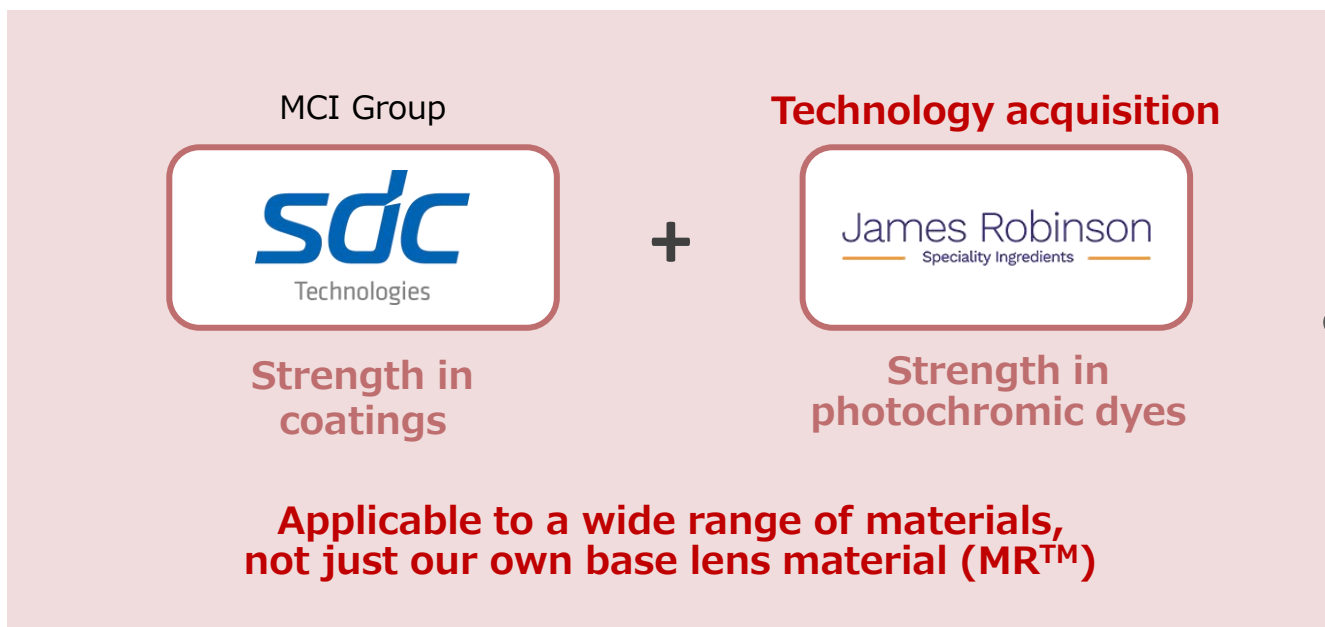 MCI Group
Technology acquisition
sdc
Technologies
+
James Robinson
Speciality Ingredients
Strength in
coatings
Strength in
photochromic dyes
Applicable to a wide range of materials,
not just our own base lens material (MR™)